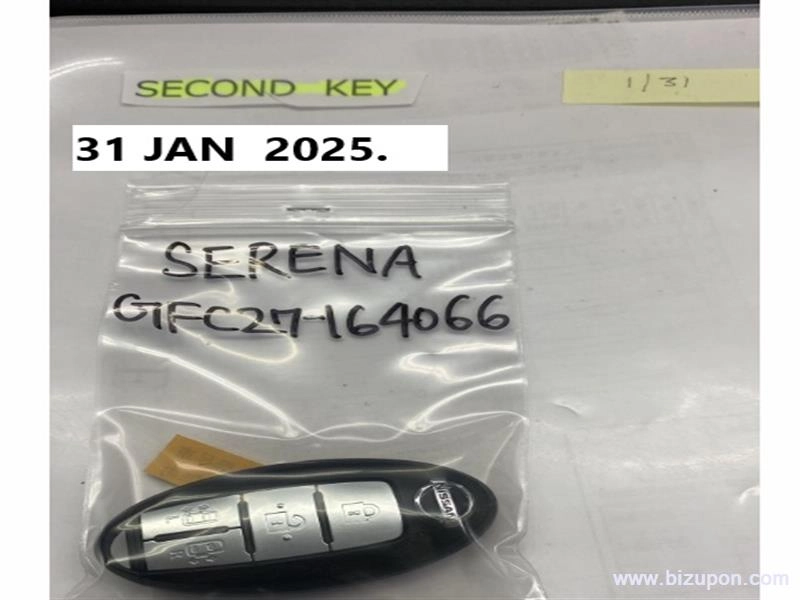 SECOND KEY
1/31
31 JAN 2025.
SERENA
GFC27-164066
NISSAN
www.bizupon.com